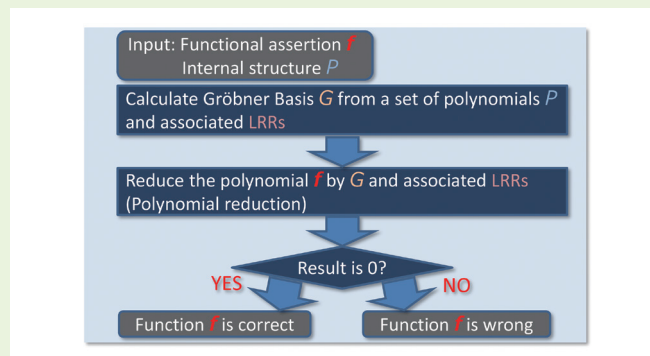 Input: Functional assertion f
Internal structure P
Calculate Gröbner Basis G from a set of polynomials P
and associated LRRs
Reduce the polynomial f by G and associated LRRs
(Polynomial reduction)
Result is 0?
YES
NO
Function f is correct
Function f is wrong